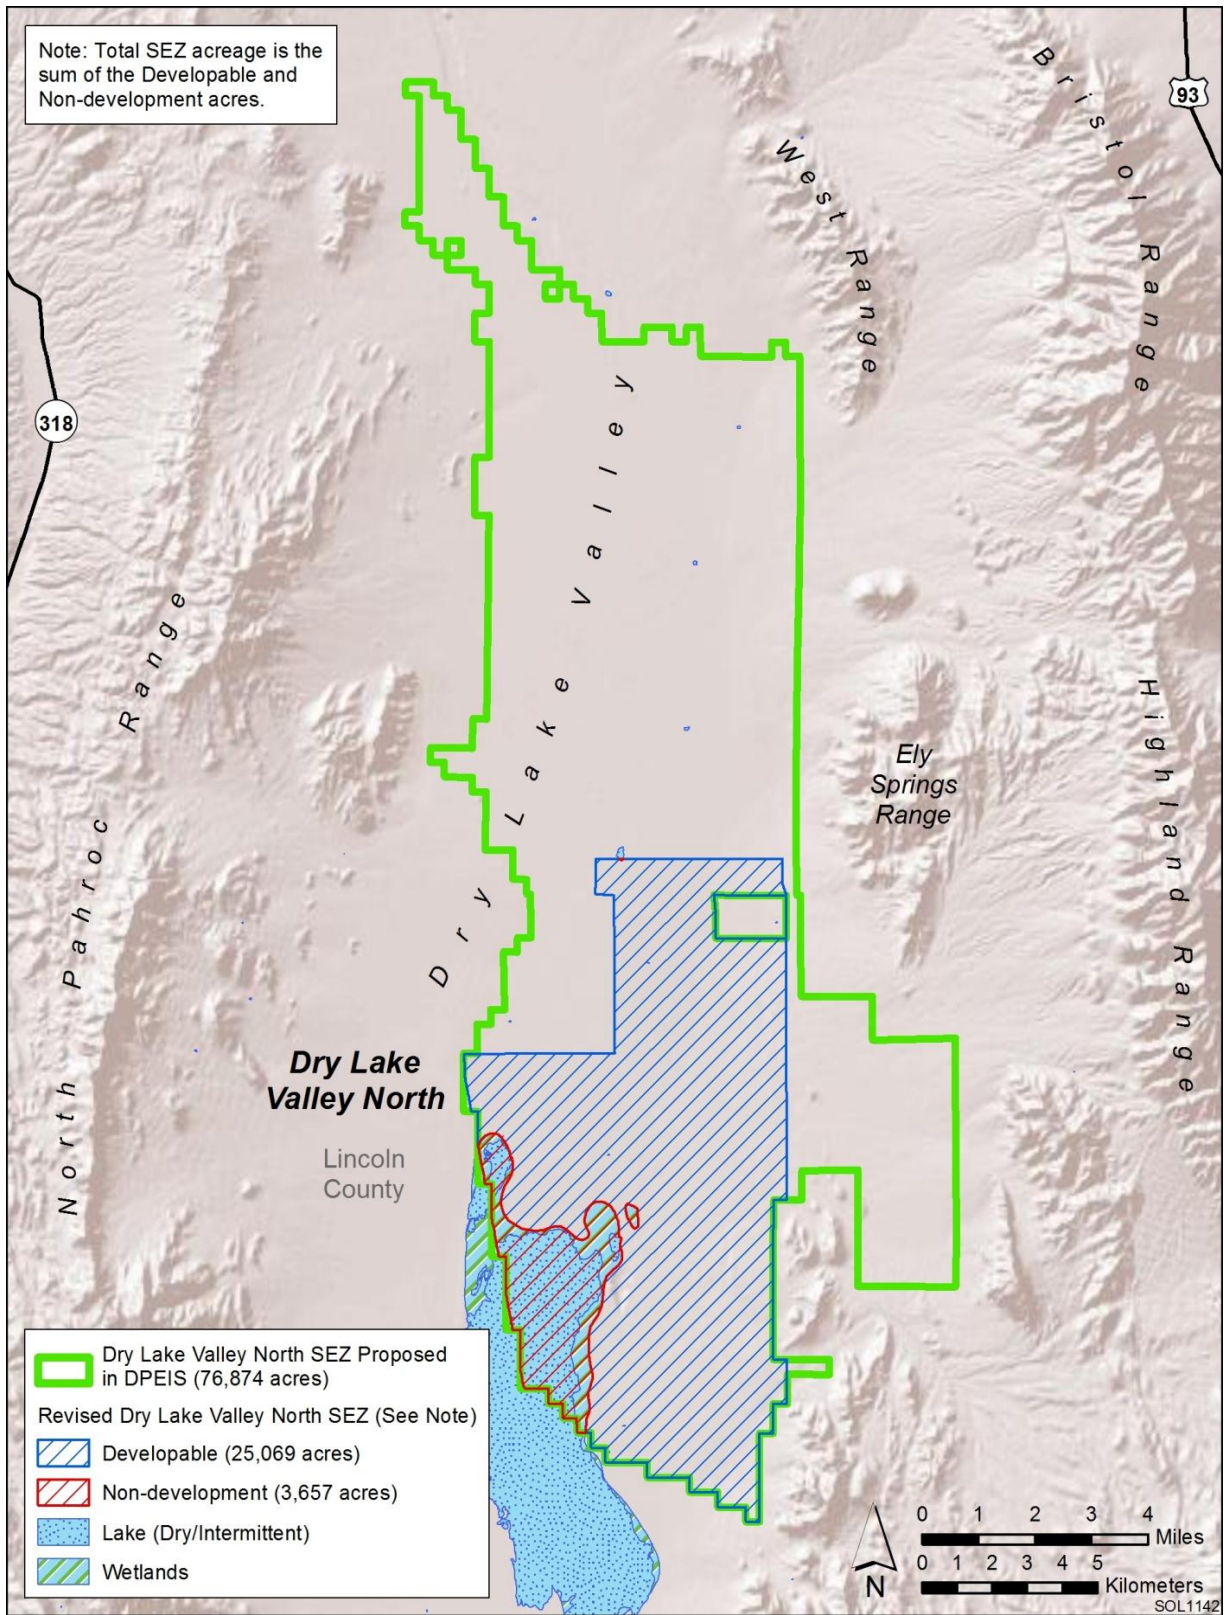 Note: Total SEZ acreage is the
sum of the Developable and
Non-development acres.
93
Bristol Range
West Range
318
Dry Lake Valley
North Pahroc Range
Ely
Springs
Range
Highland Range
Dry Lake
Valley North
Lincoln
County
Dry Lake Valley North SEZ Proposed
in DPEIS (76,874 acres)
Revised Dry Lake Valley North SEZ (See Note)
Developable (25,069 acres)
Non-development (3,657 acres)
Lake (Dry/Intermittent)
Wetlands
N
0 1 2 3 4
Miles
0 1 2 3 4 5
Kilometers
SOL1142